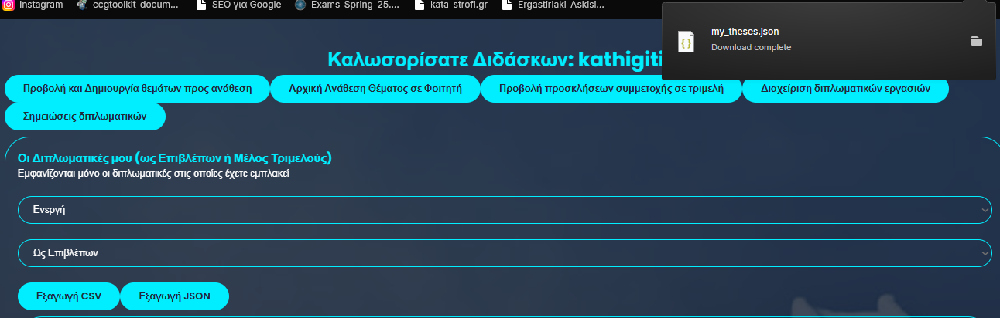 Instagram ccgtoolkit_docum... SEO για Google Exams_Spring_25.... kata-strofi.gr Ergastiriaki_Askisi...
my_theses.json
Download complete
Καλωσορίσατε Διδάσκων: kathigiti
Προβολή και Δημιουργία θεμάτων προς ανάθεση Αρχική Ανάθεση Θέματος σε Φοιτητή Προβολή προσκλήσεων συμμετοχής σε τριμελή Διαχείριση διπλωματικών εργασιών
Σημειώσεις διπλωματικών
Οι Διπλωματικές μου (ως Επιβλέπων ή Μέλος Τριμελούς)
Εμφανίζονται μόνο οι διπλωματικές στις οποίες έχετε εμπλακεί
Ενεργή
Ως Επιβλέπων
Εξαγωγή CSV Εξαγωγή JSON